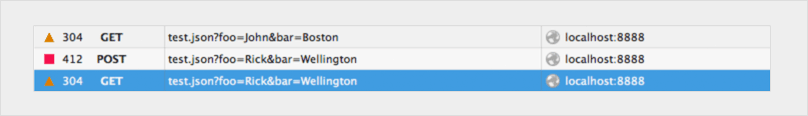 304 GET test.json?foo=John&bar=Boston localhost:8888
412 POST test.json?foo=Rick&bar=Wellington localhost:8888
304 GET test.json?foo=Rick&bar=Wellington localhost:8888